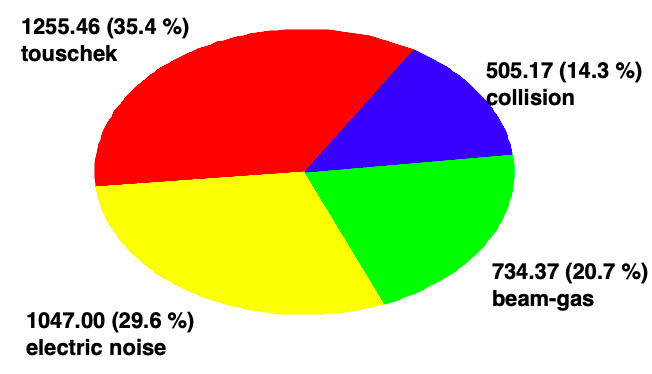 1255.46 (35.4 %)
touschek
505.17 (14.3 %)
collision
734.37 (20.7 %)
beam-gas
1047.00 (29.6 %)
electric noise